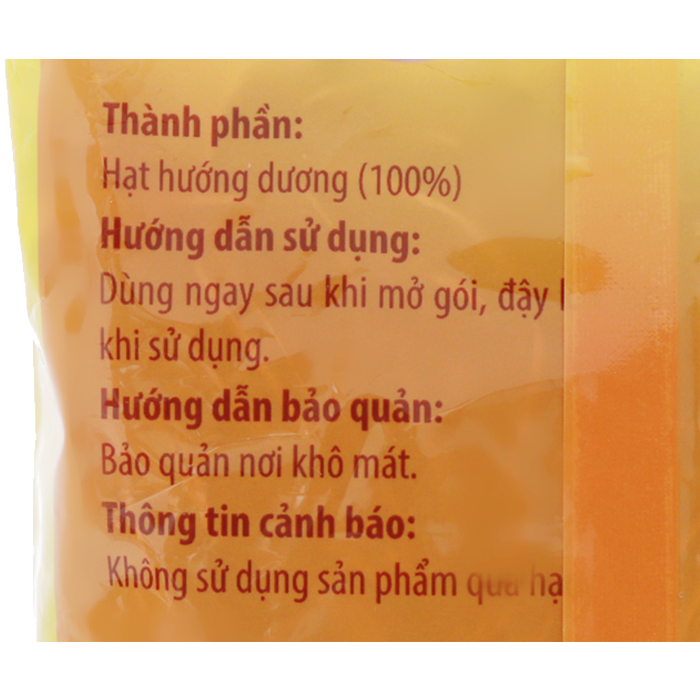 Thành phần:
Hạt hướng dương (100%)
Hướng dẫn sử dụng:
Dùng ngay sau khi mở gói, đậy
khi sử dụng.
Hướng dẫn bảo quản:
Bảo quản nơi khô mát.
Thông tin cảnh báo:
Không sử dụng sản phẩm quá